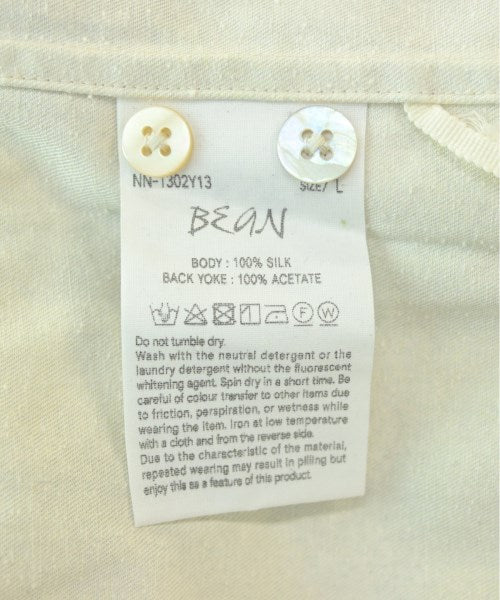 NN-1302Y13 SIZE/ L
BEAN
BODY : 100% SILK
BACK YOKE : 100% ACETATE
F W
Do not tumble dry.
Wash with the neutral detergent or the
laundry detergent without the fluorescent
whitening agent. Spin dry in a short time. Be
careful of colour transfer to other items due
to friction, perspiration, or wetness while
wearing the item. Iron at low temperature
with a cloth and from the reverse side.
Due to the characteristic of the material,
repeated wearing may result in pilling but
enjoy this as a feature of this product.